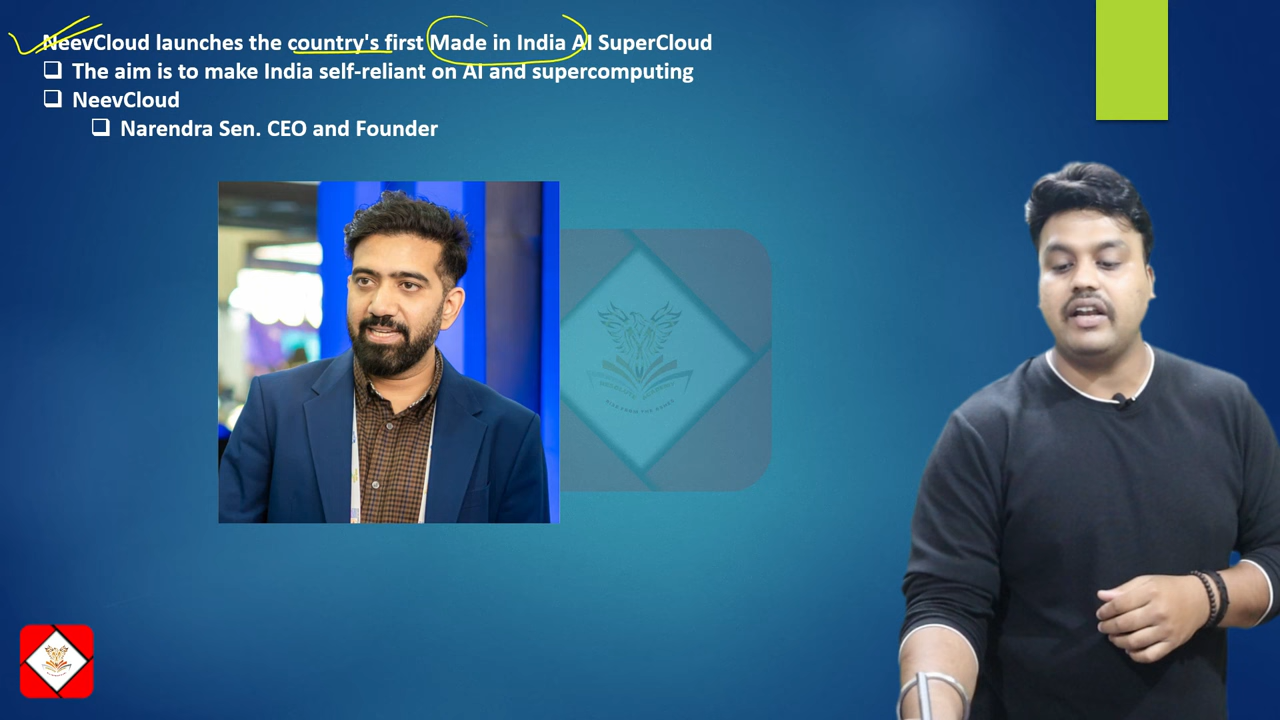 NeevCloud launches the country's first Made in India AI SuperCloud
The aim is to make India self-reliant on AI and supercomputing
NeevCloud
Narendra Sen. CEO and Founder